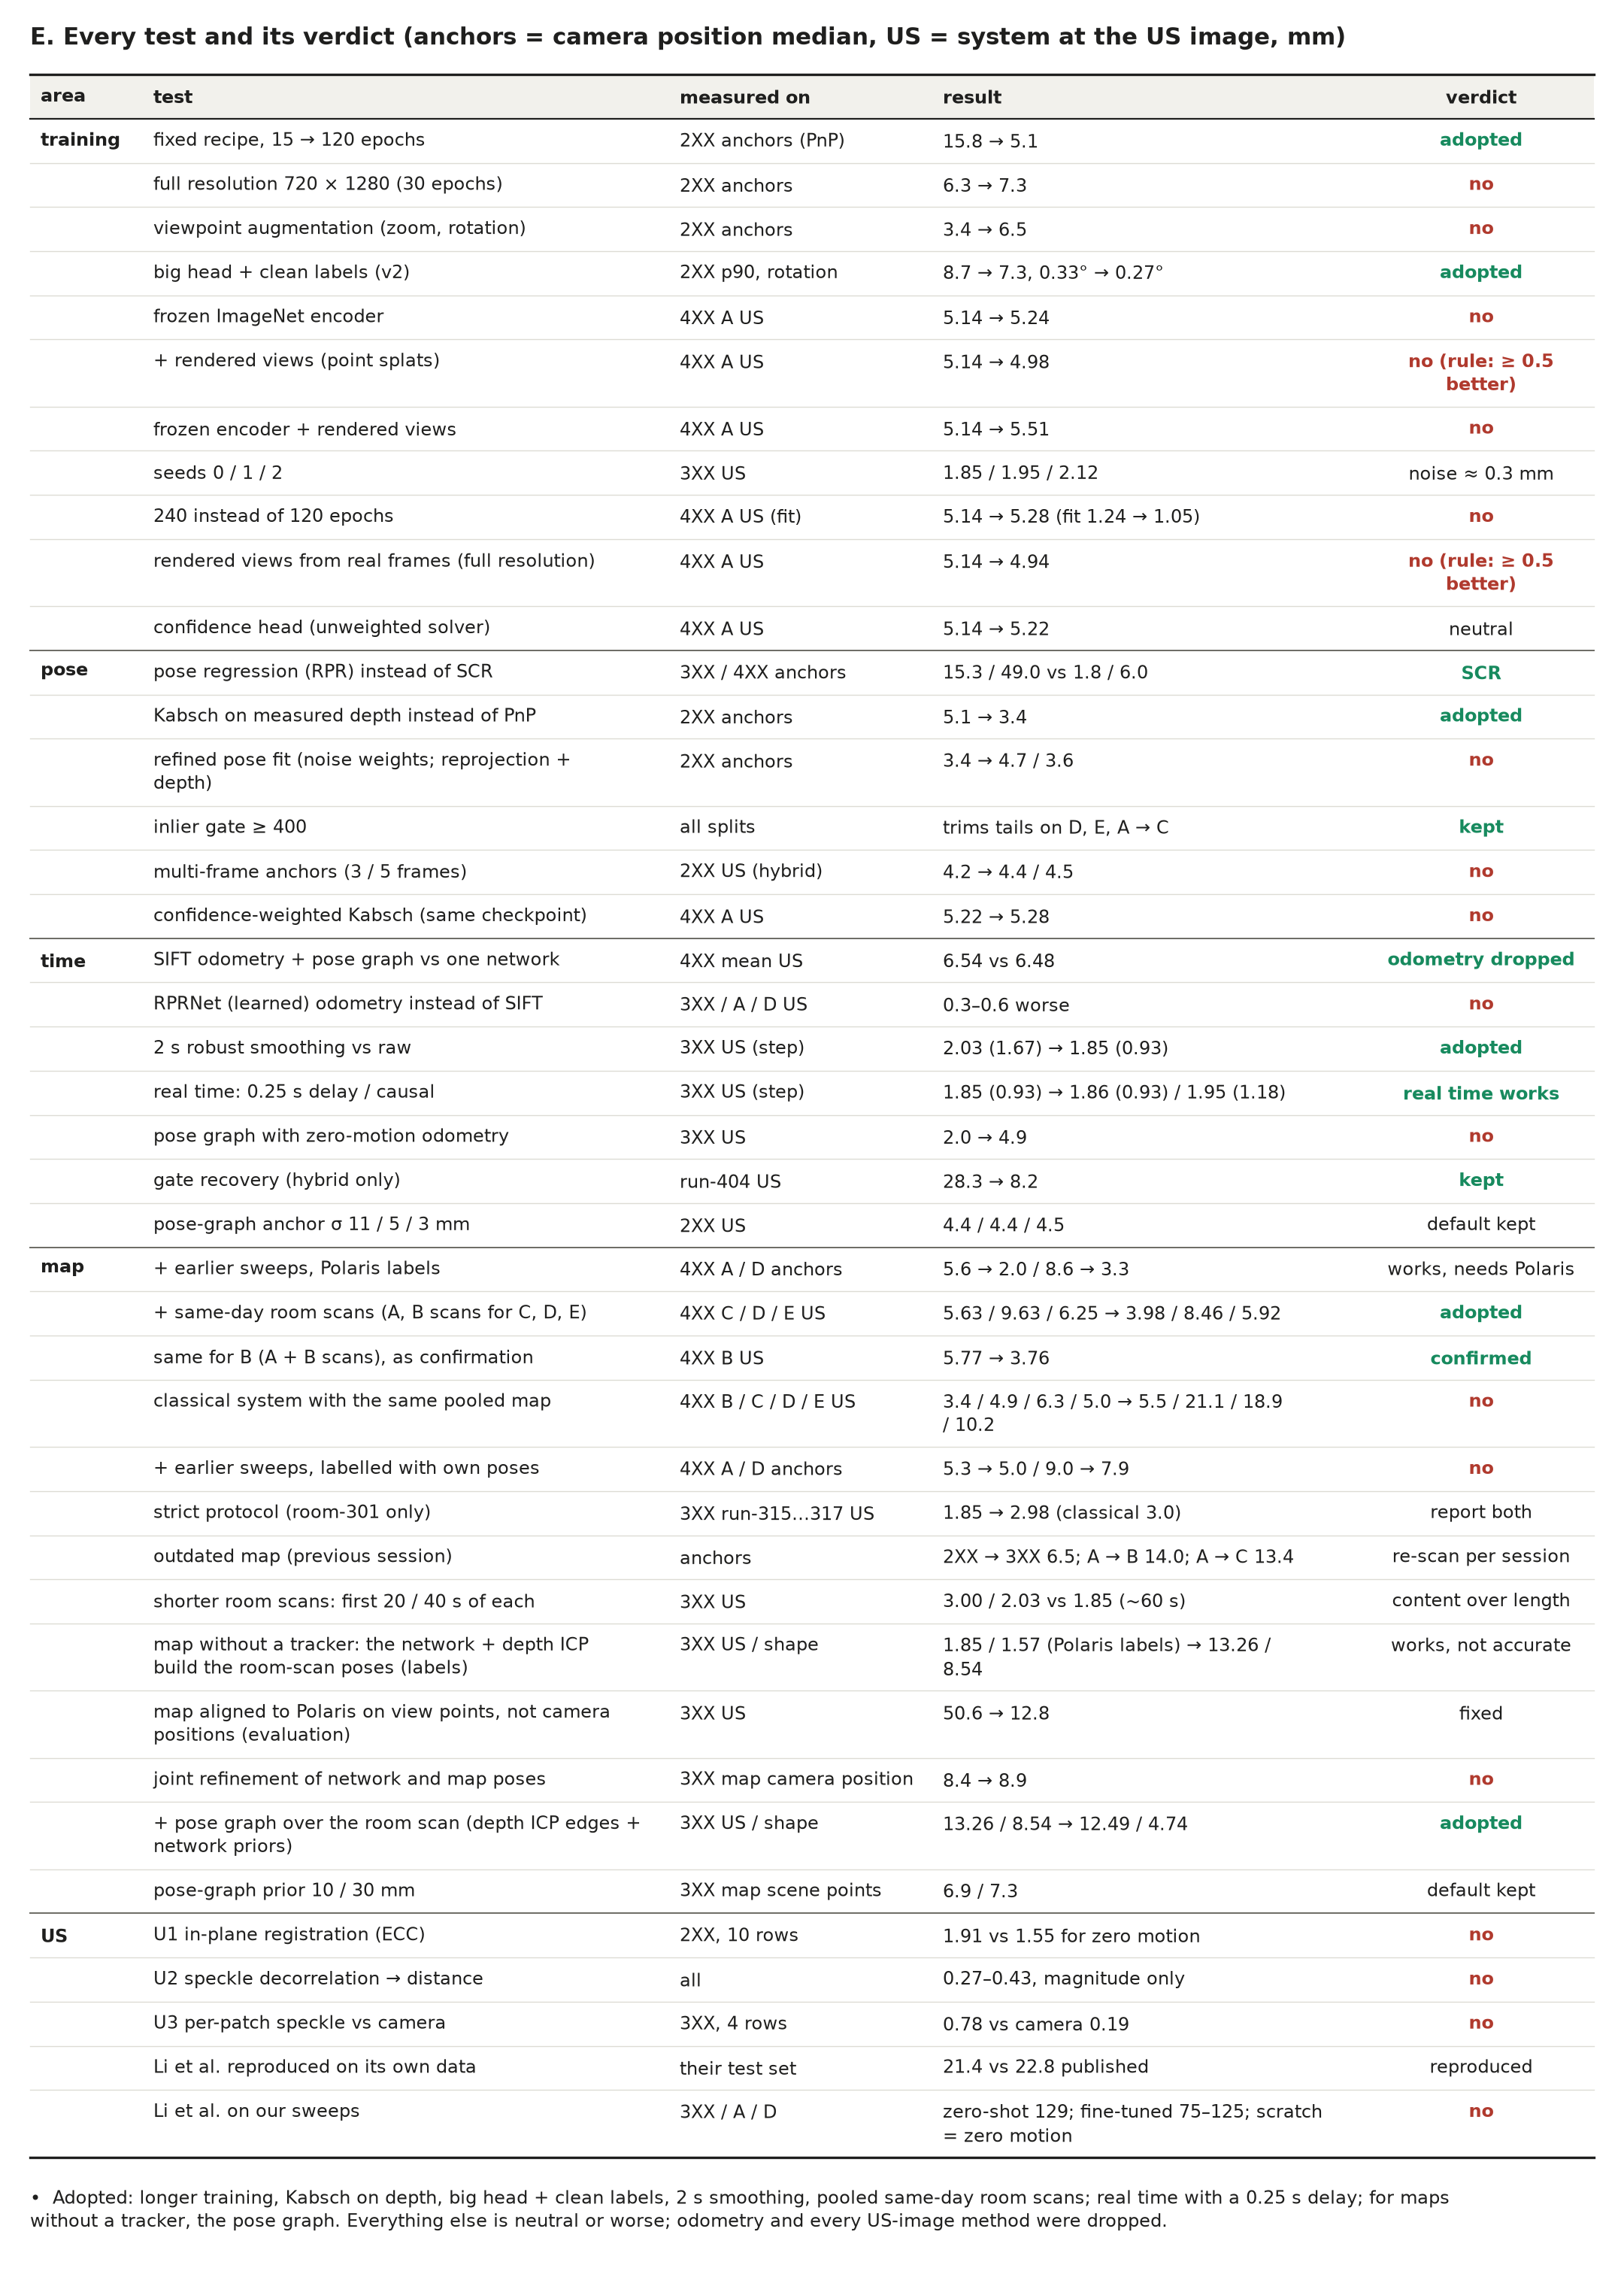 E. Every test and its verdict (anchors = camera position median, US = system at the US image, mm)
area test measured on result verdict
training fixed recipe, 15 → 120 epochs 2XX anchors (PnP) 15.8 → 5.1 adopted
full resolution 720 × 1280 (30 epochs) 2XX anchors 6.3 → 7.3 no
viewpoint augmentation (zoom, rotation) 2XX anchors 3.4 → 6.5 no
big head + clean labels (v2) 2XX p90, rotation 8.7 → 7.3, 0.33° → 0.27° adopted
frozen ImageNet encoder 4XX A US 5.14 → 5.24 no
+ rendered views (point splats) 4XX A US 5.14 → 4.98 no (rule: ≥ 0.5
better)
frozen encoder + rendered views 4XX A US 5.14 → 5.51 no
seeds 0 / 1 / 2 3XX US 1.85 / 1.95 / 2.12 noise ≈ 0.3 mm
240 instead of 120 epochs 4XX A US (fit) 5.14 → 5.28 (fit 1.24 → 1.05) no
rendered views from real frames (full resolution) 4XX A US 5.14 → 4.94 no (rule: ≥ 0.5
better)
confidence head (unweighted solver) 4XX A US 5.14 → 5.22 neutral
pose pose regression (RPR) instead of SCR 3XX / 4XX anchors 15.3 / 49.0 vs 1.8 / 6.0 SCR
Kabsch on measured depth instead of PnP 2XX anchors 5.1 → 3.4 adopted
refined pose fit (noise weights; reprojection + 2XX anchors 3.4 → 4.7 / 3.6 no
depth)
inlier gate ≥ 400 all splits trims tails on D, E, A → C kept
multi-frame anchors (3 / 5 frames) 2XX US (hybrid) 4.2 → 4.4 / 4.5 no
confidence-weighted Kabsch (same checkpoint) 4XX A US 5.22 → 5.28 no
time SIFT odometry + pose graph vs one network 4XX mean US 6.54 vs 6.48 odometry dropped
RPRNet (learned) odometry instead of SIFT 3XX / A / D US 0.3–0.6 worse no
2 s robust smoothing vs raw 3XX US (step) 2.03 (1.67) → 1.85 (0.93) adopted
real time: 0.25 s delay / causal 3XX US (step) 1.85 (0.93) → 1.86 (0.93) / 1.95 (1.18) real time works
pose graph with zero-motion odometry 3XX US 2.0 → 4.9 no
gate recovery (hybrid only) run-404 US 28.3 → 8.2 kept
pose-graph anchor σ 11 / 5 / 3 mm 2XX US 4.4 / 4.4 / 4.5 default kept
map + earlier sweeps, Polaris labels 4XX A / D anchors 5.6 → 2.0 / 8.6 → 3.3 works, needs Polaris
+ same-day room scans (A, B scans for C, D, E) 4XX C / D / E US 5.63 / 9.63 / 6.25 → 3.98 / 8.46 / 5.92 adopted
same for B (A + B scans), as confirmation 4XX B US 5.77 → 3.76 confirmed
classical system with the same pooled map 4XX B / C / D / E US 3.4 / 4.9 / 6.3 / 5.0 → 5.5 / 21.1 / 18.9 no
/ 10.2
+ earlier sweeps, labelled with own poses 4XX A / D anchors 5.3 → 5.0 / 9.0 → 7.9 no
strict protocol (room-301 only) 3XX run-315…317 US 1.85 → 2.98 (classical 3.0) report both
outdated map (previous session) anchors 2XX → 3XX 6.5; A → B 14.0; A → C 13.4 re-scan per session
shorter room scans: first 20 / 40 s of each 3XX US 3.00 / 2.03 vs 1.85 (~60 s) content over length
map without a tracker: the network + depth ICP 3XX US / shape 1.85 / 1.57 (Polaris labels) → 13.26 / works, not accurate
build the room-scan poses (labels) 8.54
map aligned to Polaris on view points, not camera 3XX US 50.6 → 12.8 fixed
positions (evaluation)
joint refinement of network and map poses 3XX map camera position 8.4 → 8.9 no
+ pose graph over the room scan (depth ICP edges + 3XX US / shape 13.26 / 8.54 → 12.49 / 4.74 adopted
network priors)
pose-graph prior 10 / 30 mm 3XX map scene points 6.9 / 7.3 default kept
US U1 in-plane registration (ECC) 2XX, 10 rows 1.91 vs 1.55 for zero motion no
U2 speckle decorrelation → distance all 0.27–0.43, magnitude only no
U3 per-patch speckle vs camera 3XX, 4 rows 0.78 vs camera 0.19 no
Li et al. reproduced on its own data their test set 21.4 vs 22.8 published reproduced
Li et al. on our sweeps 3XX / A / D zero-shot 129; fine-tuned 75–125; scratch no
= zero motion
• Adopted: longer training, Kabsch on depth, big head + clean labels, 2 s smoothing, pooled same-day room scans; real time with a 0.25 s delay; for maps
without a tracker, the pose graph. Everything else is neutral or worse; odometry and every US-image method were dropped.